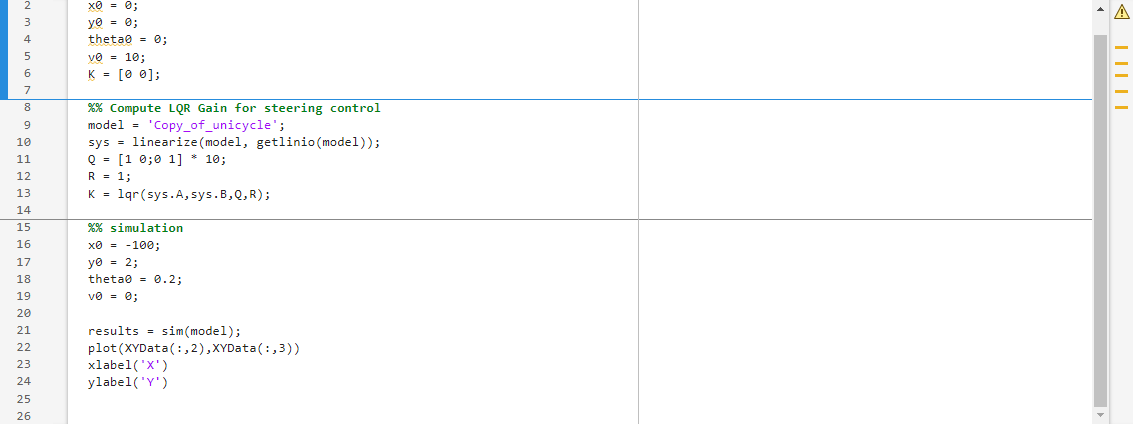 2 x0 = 0;
3 y0 = 0;
4 theta0 = 0;
5 v0 = 10;
6 K = [0 0];
7
8 %% Compute LQR Gain for steering control
9 model = 'Copy_of_unicycle';
10 sys = linearize(model, getlinio(model));
11 Q = [1 0;0 1] * 10;
12 R = 1;
13 K = lqr(sys.A,sys.B,Q,R);
14
15 %% simulation
16 x0 = -100;
17 y0 = 2;
18 theta0 = 0.2;
19 v0 = 0;
20
21 results = sim(model);
22 plot(XYData(:,2),XYData(:,3))
23 xlabel('X')
24 ylabel('Y')
25
26